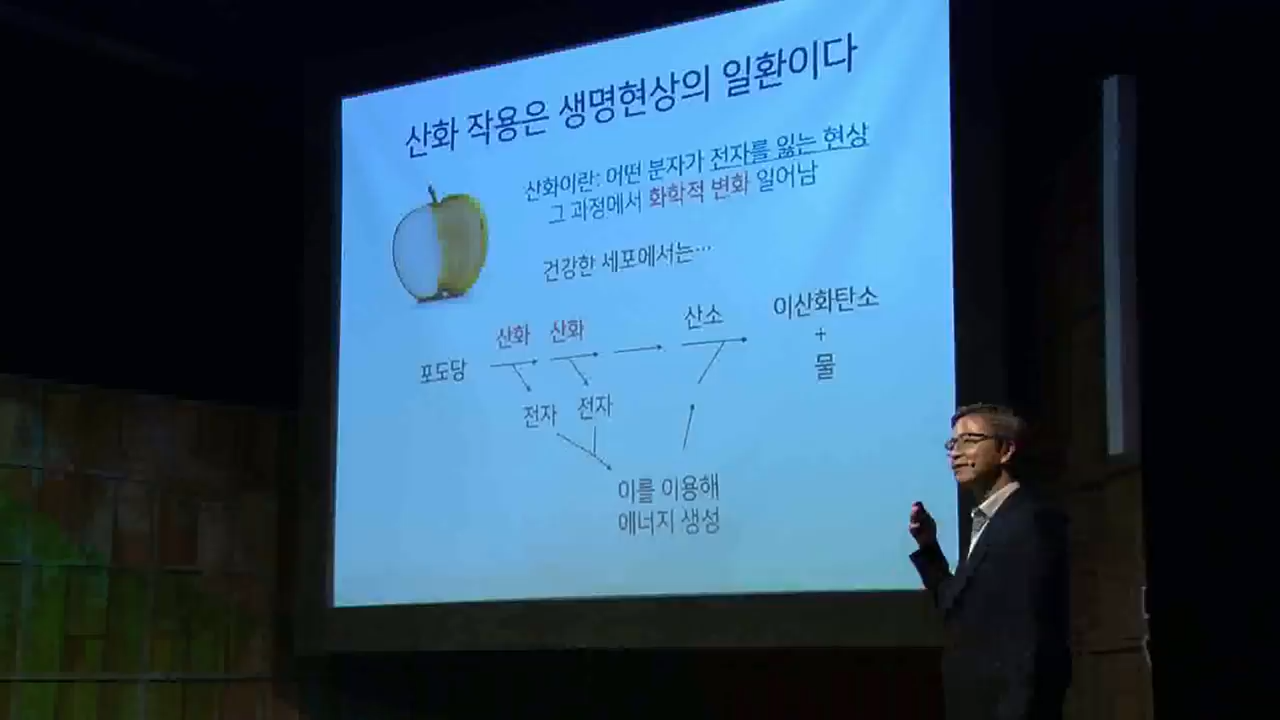 산화 작용은 생명현상의 일환이다
산화이란: 어떤 분자가 전자를 잃는 현상
그 과정에서 화학적 변화 일어남
건강한 세포에서는…
산화 산화 산소 이산화탄소
+
포도당 물
전자 전자
이를 이용해
에너지 생성